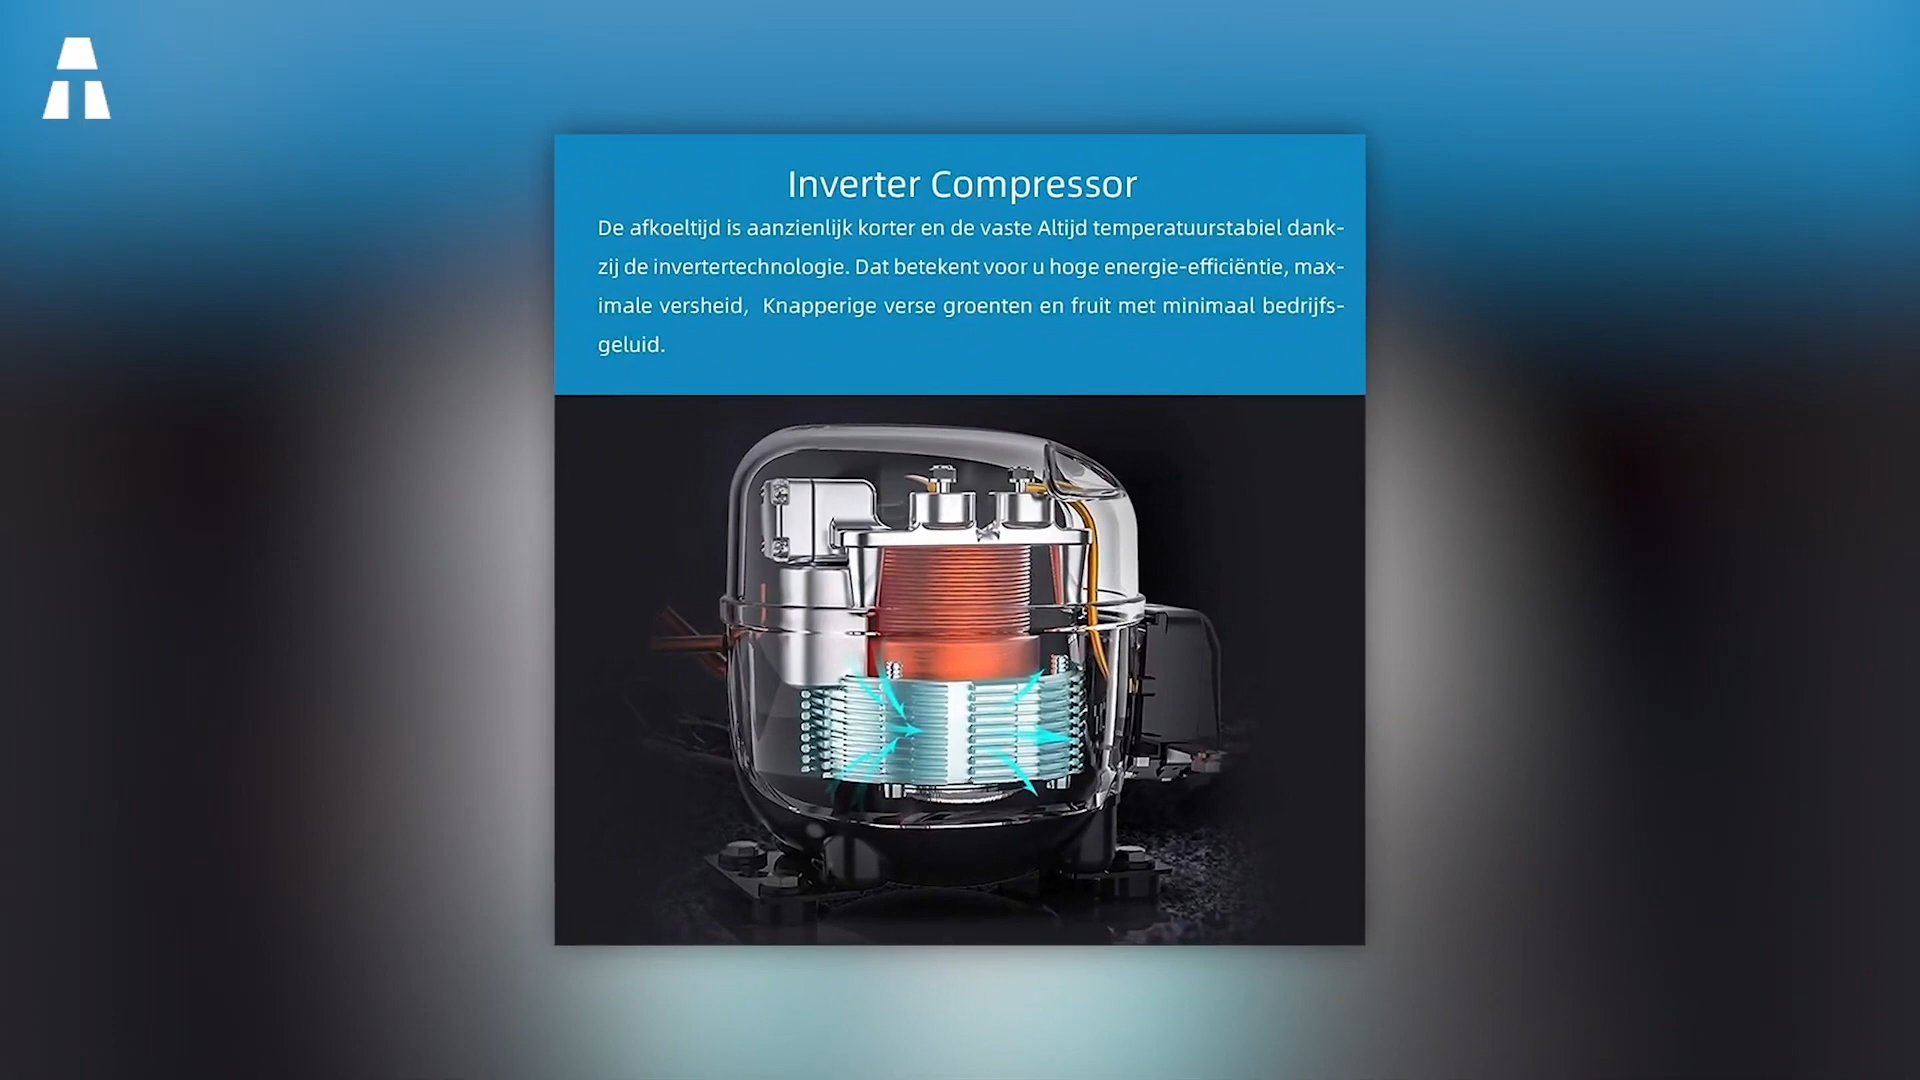 Inverter Compressor
De afkoeltijd is aanzienlijk korter en de vaste Altijd temperatuurstabiel dank-
zij de invertertechnologie. Dat betekent voor u hoge energie-efficiëntie, max-
imale versheid, Knapperige verse groenten en fruit met minimaal bedrijfs-
geluid.